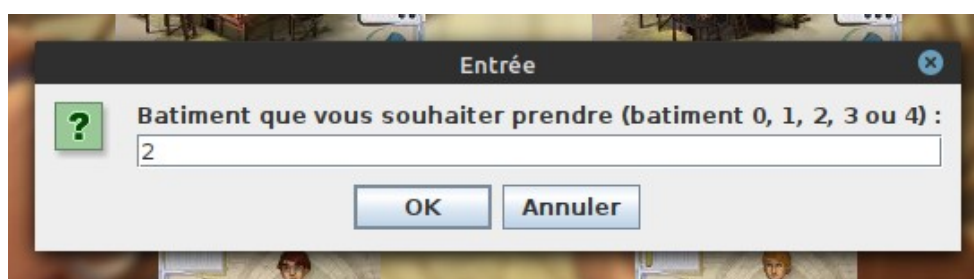 Entrée
Batiment que vous souhaiter prendre (batiment 0, 1, 2, 3 ou 4) :
2
OK Annuler